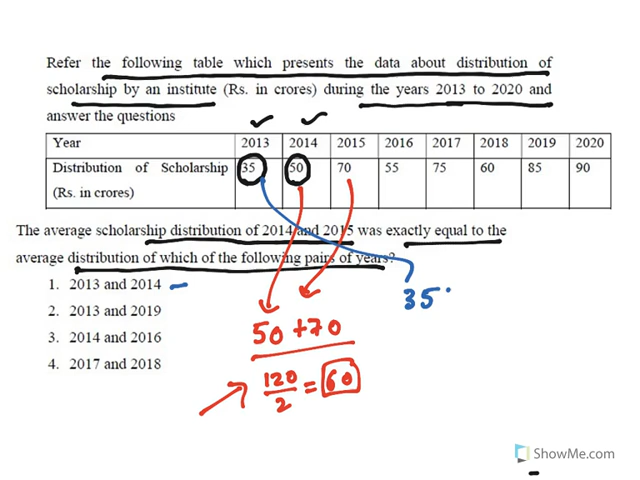 Refer the following table which presents the data about distribution of
scholarship by an institute (Rs. in crores) during the years 2013 to 2020 and
answer the questions
Year 2013 2014 2015 2016 2017 2018 2019 2020
Distribution of Scholarship 35 50 70 55 75 60 85 90
(Rs. in crores)
The average scholarship distribution of 2014 and 2015 was exactly equal to the
average distribution of which of the following pairs of years?
1. 2013 and 2014
2. 2013 and 2019
3. 2014 and 2016
4. 2017 and 2018
35
50 + 70
120
2
= 60
ShowMe.com